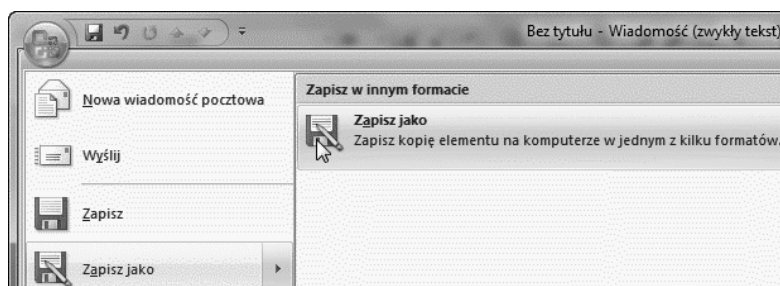 Bez tytułu - Wiadomość (zwykły tekst)
Nowa wiadomość pocztowa
Wyślij
Zapisz
Zapisz jako
Zapisz w innym formacie
Zapisz jako
Zapisz kopię elementu na komputerze w jednym z kilku formatów.